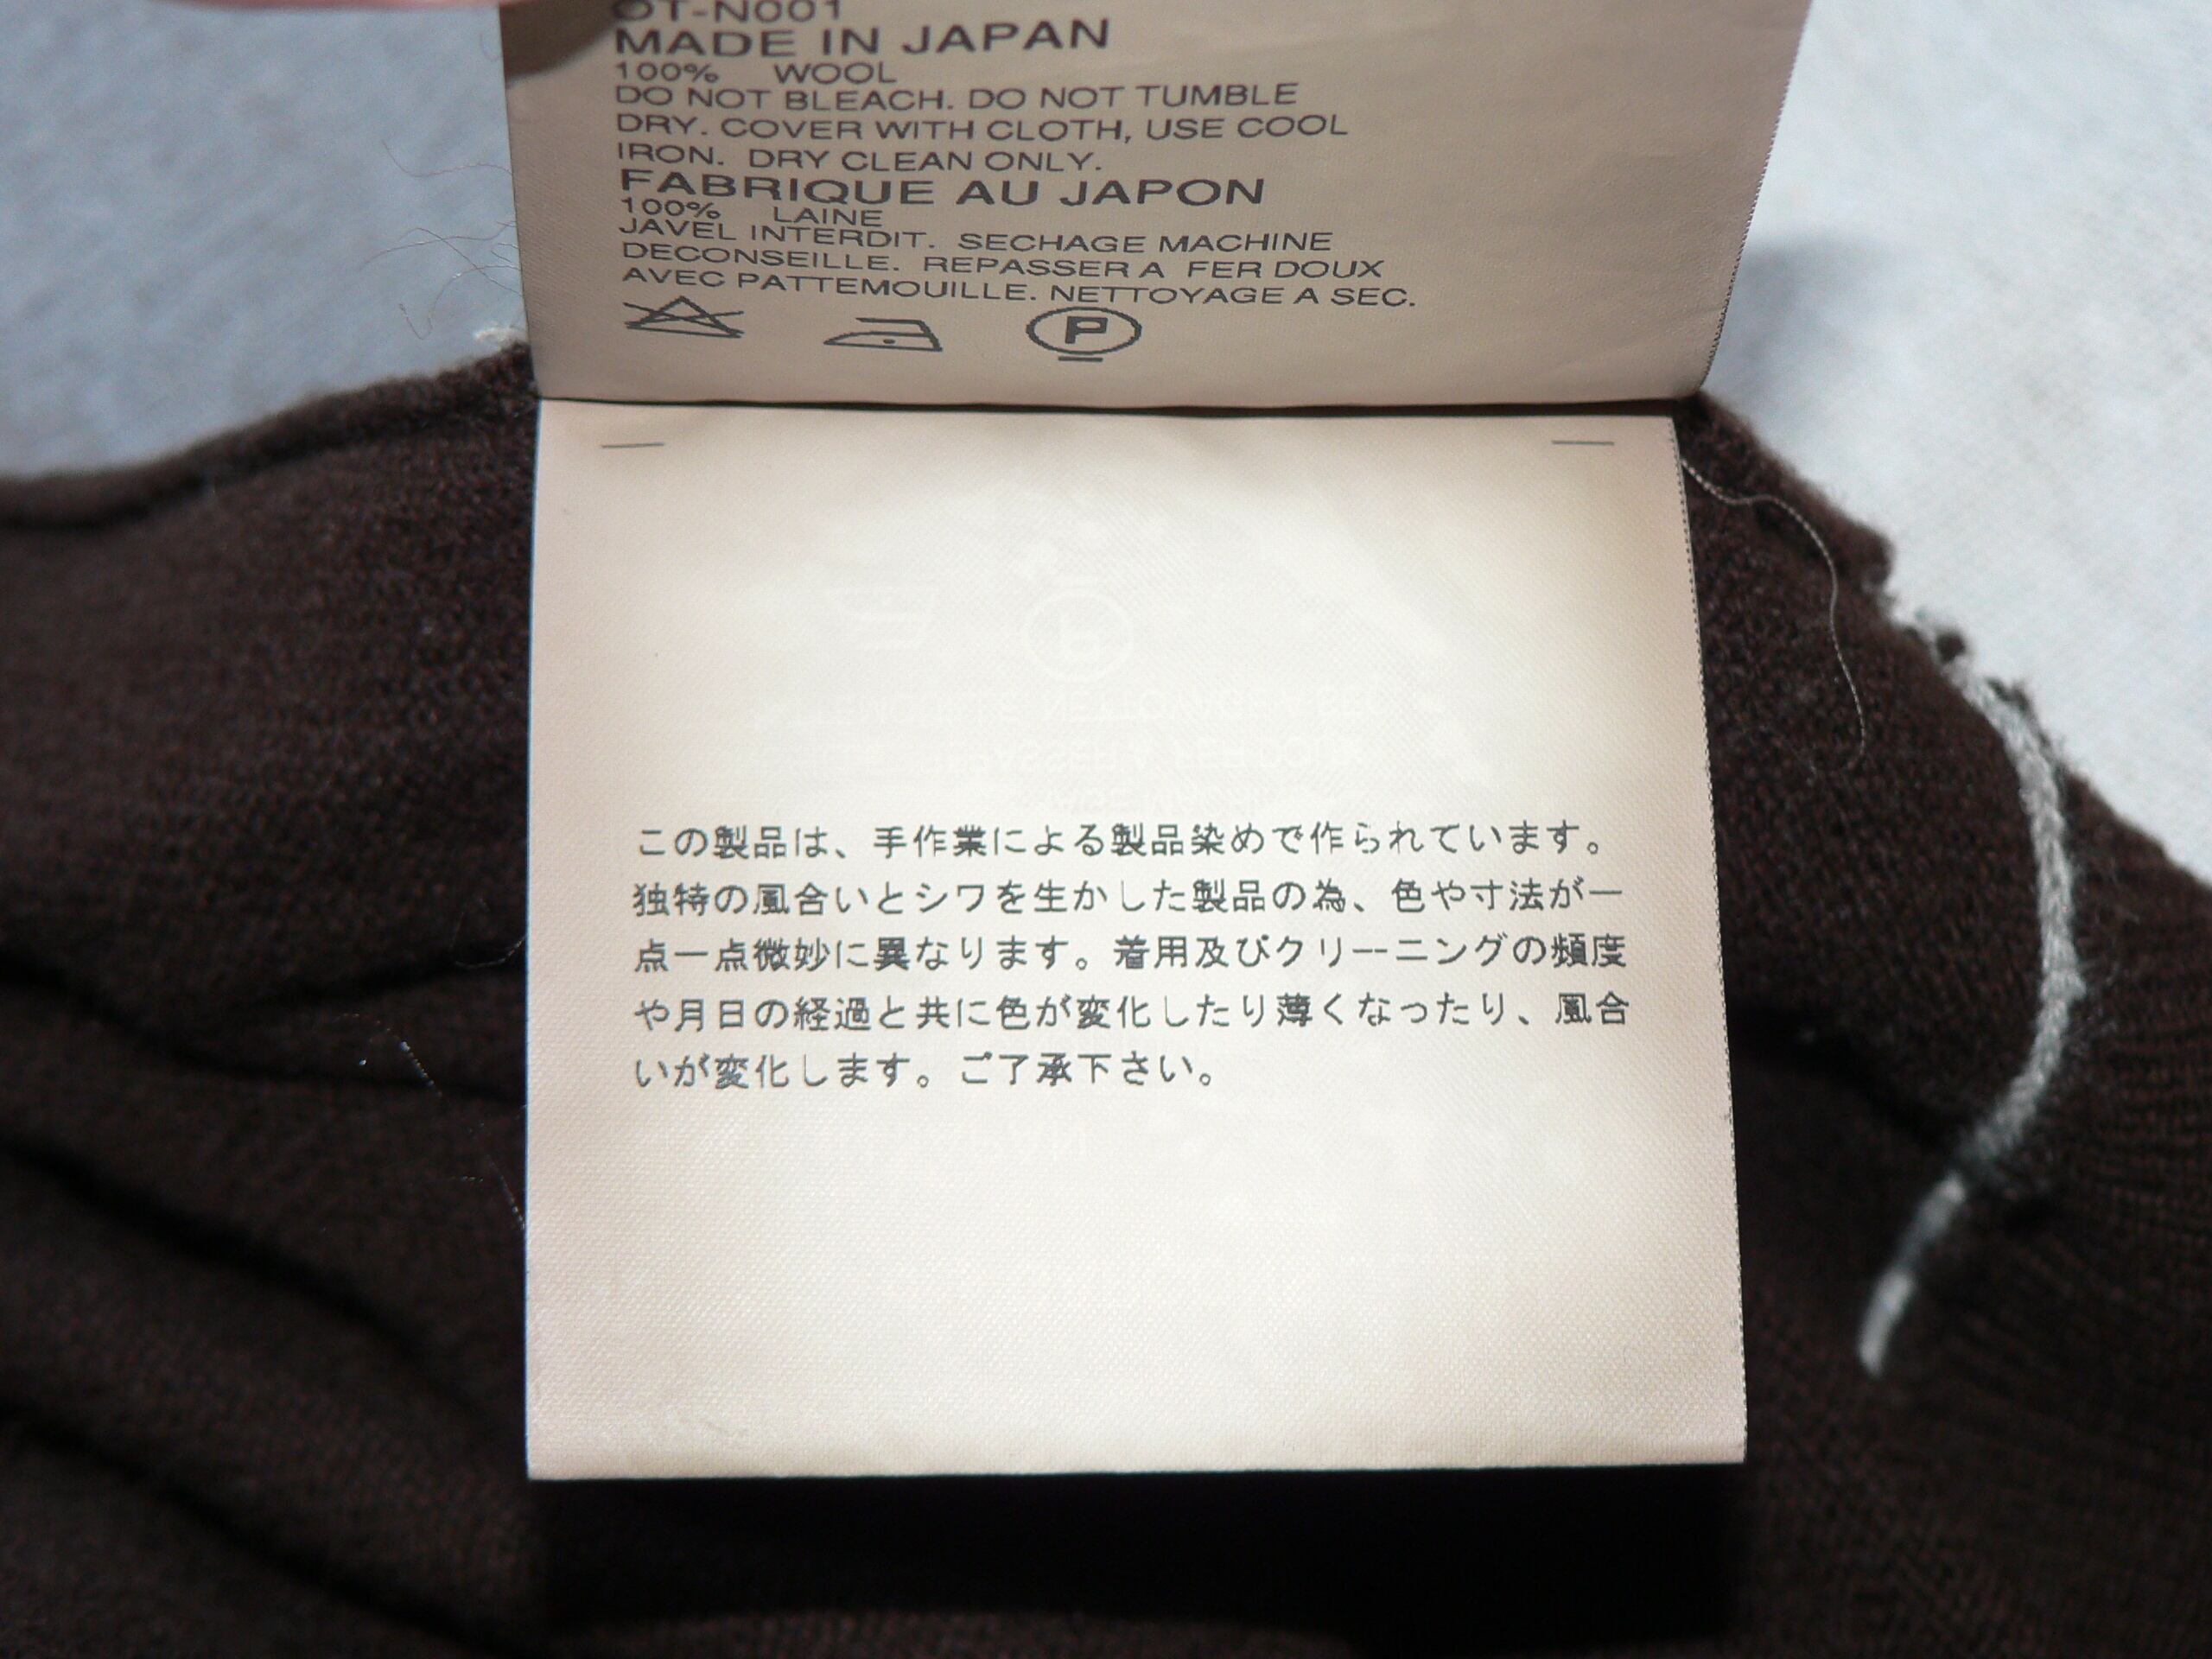 OT-N001
MADE IN JAPAN
100% WOOL
DO NOT BLEACH. DO NOT TUMBLE
DRY. COVER WITH CLOTH, USE COOL
IRON. DRY CLEAN ONLY.
FABRIQUE AU JAPON
100% LAINE
JAVEL INTERDIT. SECHAGE MACHINE
DECONSEILLE. REPASSER A FER DOUX
AVEC PATTEMOUILLE. NETTOYAGE A SEC.
P
この製品は、手作業による製品染めで作られています。
独特の風合いとシワを生かした製品の為、色や寸法が一
点一点微妙に異なります。着用及びクリーニングの頻度
や月日の経過と共に色が変化したり薄くなったり、風合
いが変化します。ご了承下さい。